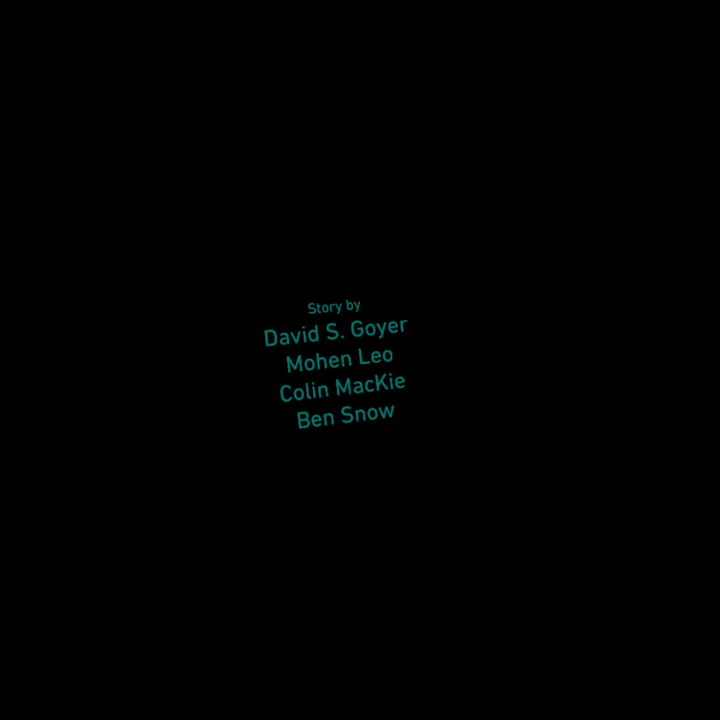 Story by
David S. Goyer
Mohen Leo
Colin MacKie
Ben Snow